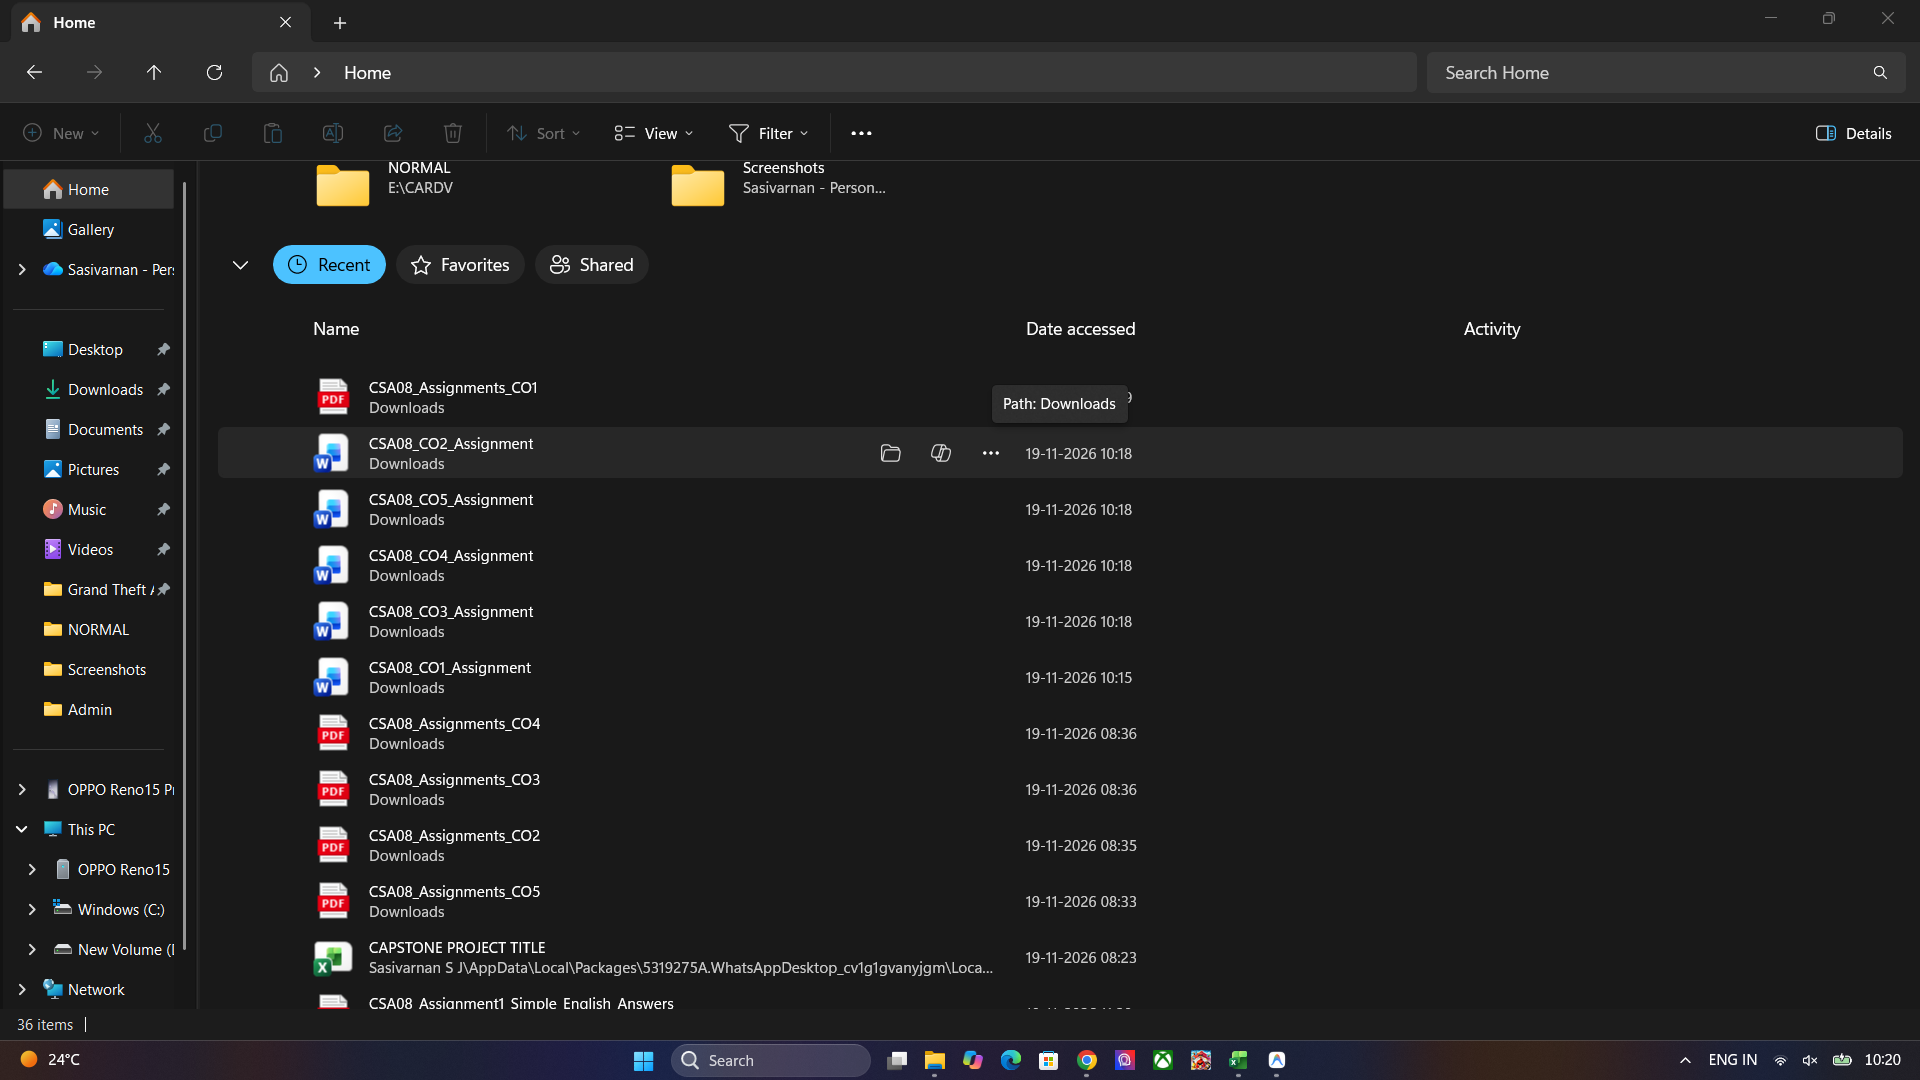 Home
Home
Search Home
New
Sort
View
Filter
Details
Home
Gallery
Sasivarnan - Per
Desktop
Downloads
Documents
Pictures
Music
Videos
Grand Theft
NORMAL
Screenshots
Admin
OPPO Reno15 P
This PC
OPPO Reno15
Windows (C:)
New Volume (
Network
NORMAL
E:\CARDV
Screenshots
Sasivarnan - Person...
Recent
Favorites
Shared
Name Date accessed Activity
CSA08_Assignments_CO1
Downloads
Path: Downloads
CSA08_CO2_Assignment
Downloads
19-11-2026 10:18
CSA08_CO5_Assignment
Downloads
19-11-2026 10:18
CSA08_CO4_Assignment
Downloads
19-11-2026 10:18
CSA08_CO3_Assignment
Downloads
19-11-2026 10:18
CSA08_CO1_Assignment
Downloads
19-11-2026 10:15
CSA08_Assignments_CO4
Downloads
19-11-2026 08:36
CSA08_Assignments_CO3
Downloads
19-11-2026 08:36
CSA08_Assignments_CO2
Downloads
19-11-2026 08:35
CSA08_Assignments_CO5
Downloads
19-11-2026 08:33
CAPSTONE PROJECT TITLE
Sasivarnan S J\AppData\Local\Packages\5319275A.WhatsAppDesktop_cv1g1gvanyjgm\Loca...
19-11-2026 08:23
CSA08_Assignment1_Simple_English_Answers
36 items
24°C
Search
ENG IN
10:20